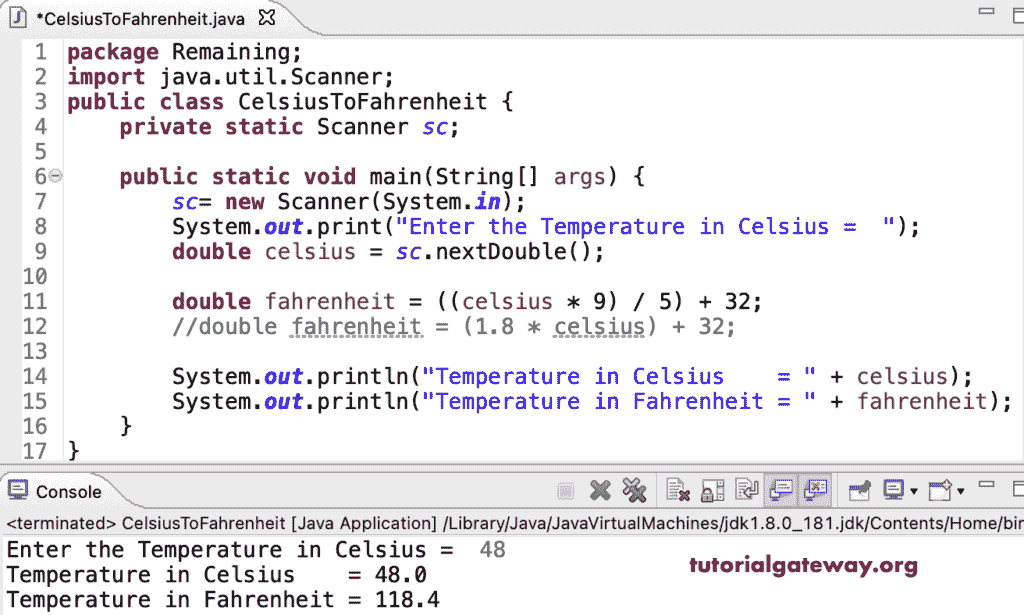 *CelsiusToFahrenheit.java
1 package Remaining;
2 import java.util.Scanner;
3 public class CelsiusToFahrenheit {
4     private static Scanner sc;
5
6     public static void main(String[] args) {
7         sc= new Scanner(System.in);
8         System.out.print("Enter the Temperature in Celsius =  ");
9         double celsius = sc.nextDouble();
10
11         double fahrenheit = ((celsius * 9) / 5) + 32;
12         //double fahrenheit = (1.8 * celsius) + 32;
13
14         System.out.println("Temperature in Celsius    = " + celsius);
15         System.out.println("Temperature in Fahrenheit = " + fahrenheit);
16     }
17 }
Console
<terminated> CelsiusToFahrenheit [Java Application] /Library/Java/JavaVirtualMachines/jdk1.8.0_181.jdk/Contents/Home/bin
Enter the Temperature in Celsius =  48
Temperature in Celsius    = 48.0
Temperature in Fahrenheit = 118.4
tutorialgateway.org